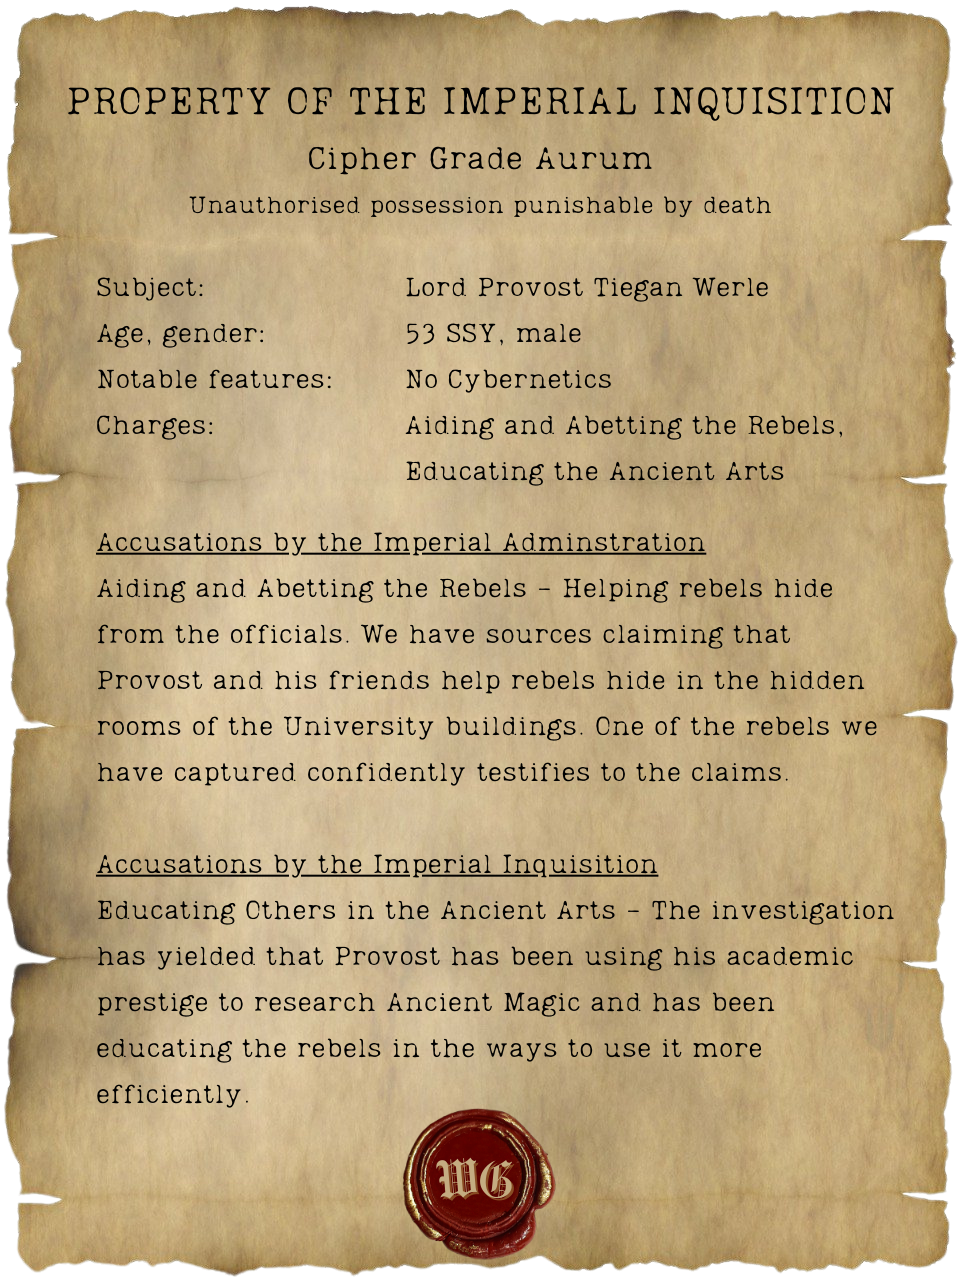 PROPERTY OF THE IMPERIAL INQUISITION
Cipher Grade Aurum
Unauthorised possession punishable by death
Subject: Lord Provost Tiegan Werle
Age, gender: 53 SSY, male
Notable features: No Cybernetics
Charges: Aiding and Abetting the Rebels,
Educating the Ancient Arts
Accusations by the Imperial Adminstration
Aiding and Abetting the Rebels - Helping rebels hide
from the officials. We have sources claiming that
Provost and his friends help rebels hide in the hidden
rooms of the University buildings. One of the rebels we
have captured confidently testifies to the claims.
Accusations by the Imperial Inquisition
Educating Others in the Ancient Arts - The investigation
has yielded that Provost has been using his academic
prestige to research Ancient Magic and has been
educating the rebels in the ways to use it more
efficiently.
WG